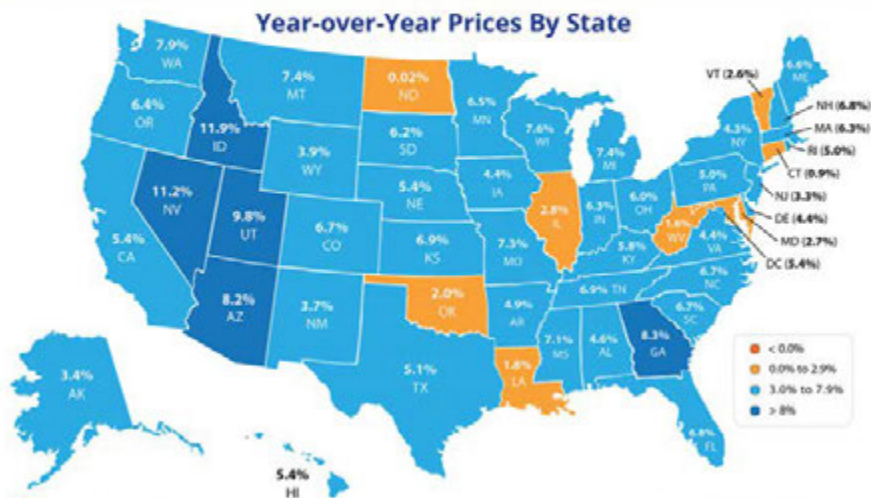 Year-over-Year Prices By State
7.9%
WA
6.4%
OR
11.9%
ID
7.4%
MT
0.02%
ND
6.5%
MN
6.2%
SD
3.9%
WY
7.6%
WI
7.4%
MI
4.3%
NY
6.6%
ME
VT (2.6%)
NH (6.8%)
MA (6.3%)
RI (5.0%)
CT (0.9%)
NJ (3.3%)
DE (4.4%)
MD (2.7%)
DC (5.4%)
11.2%
NV
9.8%
UT
5.4%
CA
6.7%
CO
5.4%
NE
4.4%
IA
2.8%
IL
6.3%
IN
6.0%
OH
5.0%
PA
1.6%
WV
4.4%
VA
6.9%
KS
7.3%
MO
5.8%
KY
6.7%
NC
6.9% TN
6.7%
SC
8.2%
AZ
3.7%
NM
2.0%
OK
4.9%
AR
7.1%
MS
4.6%
AL
8.3%
GA
5.1%
TX
1.8%
LA
6.8%
FL
3.4%
AK
5.4%
HI
< 0.0%
0.0% to 2.9%
3.0% to 7.9%
> 8%